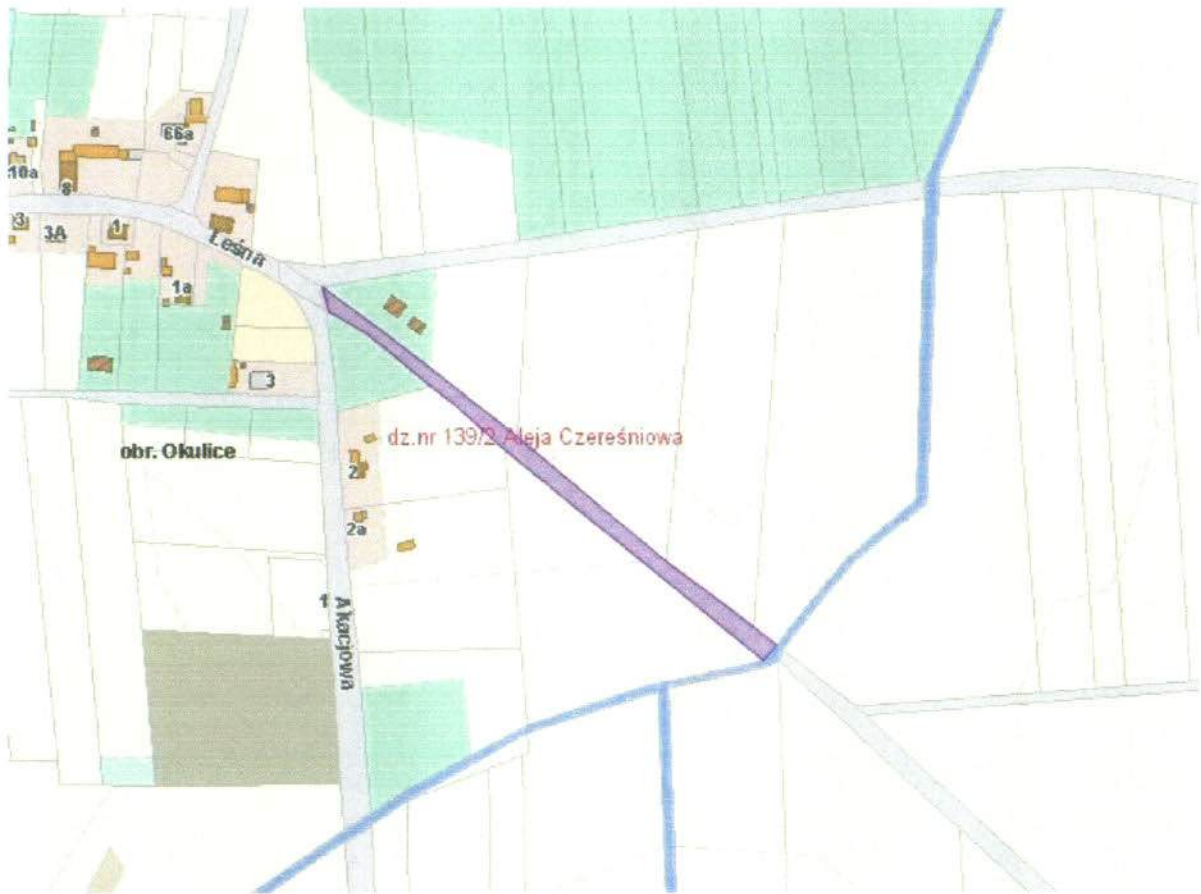 66a
10a
8
3
3A
1
Leśna
1a
3
dz.nr 139/2 Aleja Czereśniowa
obr. Okulice
2
2a
1
Akacjowa